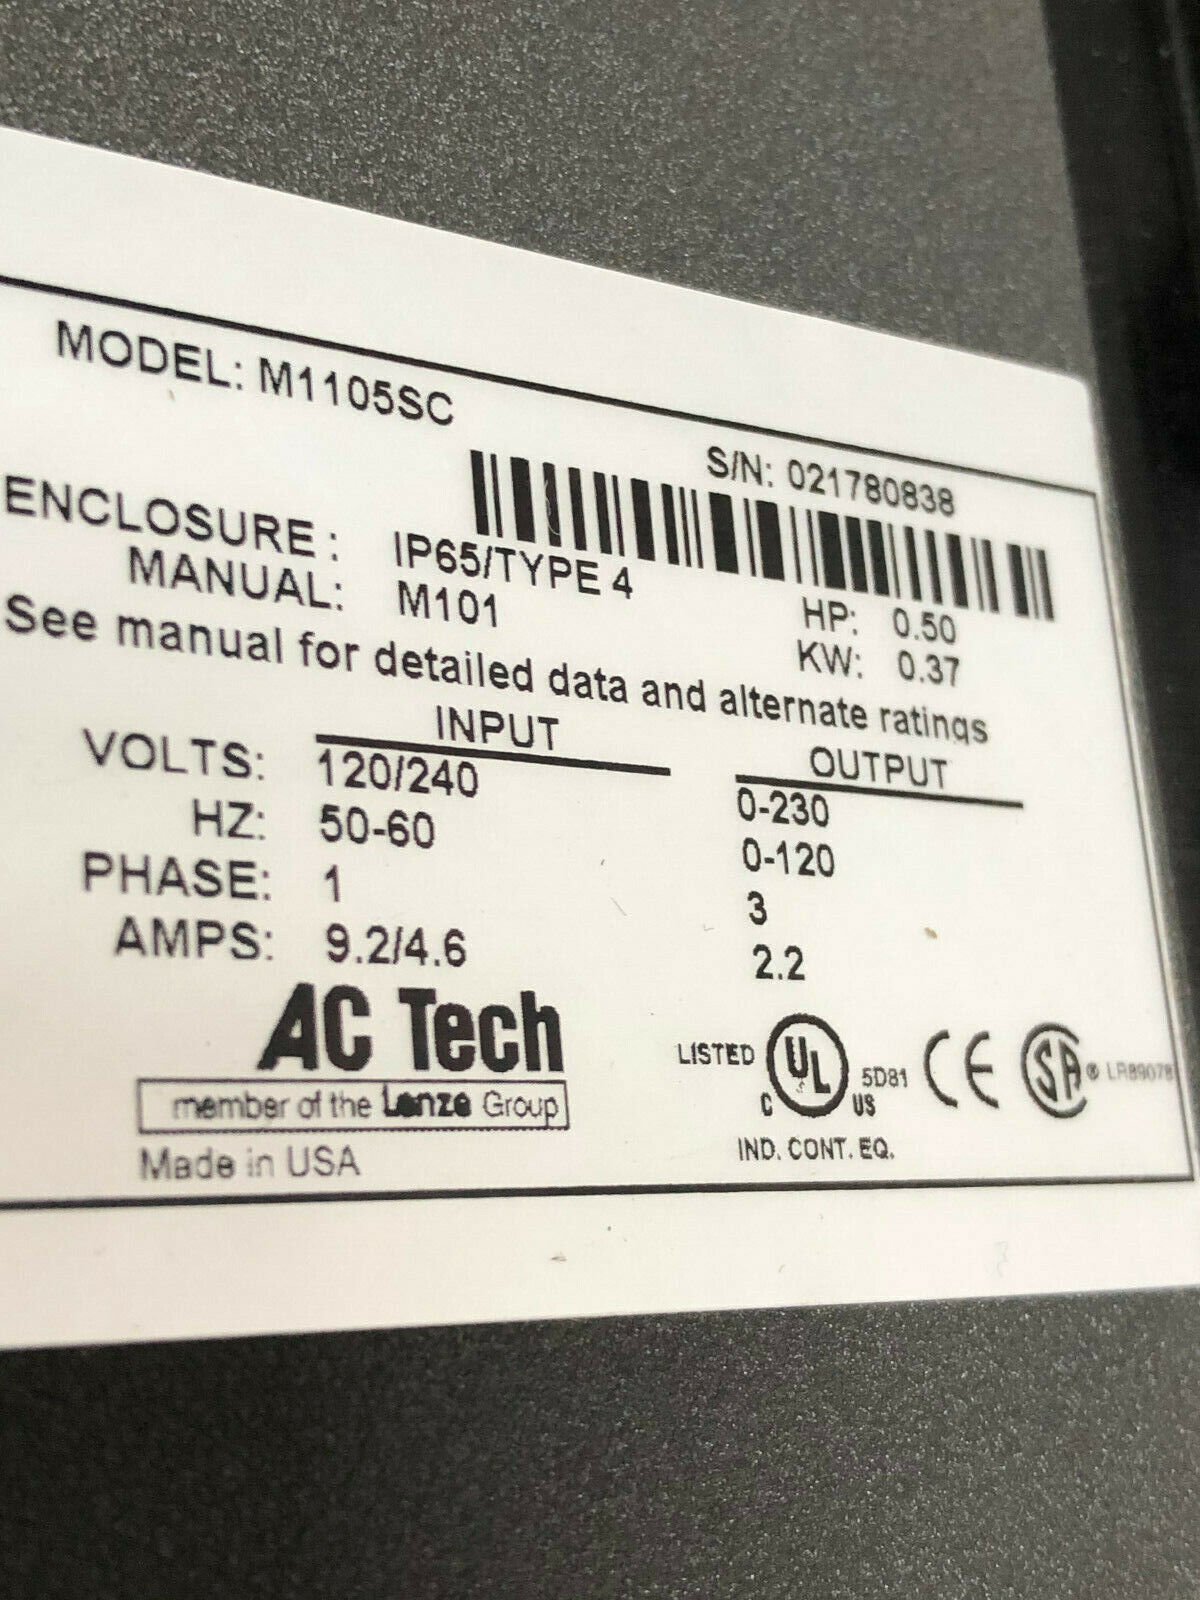 MODEL: M1105SC
S/N: 021780838
ENCLOSURE: IP65/TYPE 4
HP: 0.50
MANUAL: M101
KW: 0.37
See manual for detailed data and alternate ratings
INPUT OUTPUT
VOLTS: 120/240 0-230
HZ: 50-60 0-120
PHASE: 1 3
AMPS: 9.2/4.6 2.2
AC Tech
member of the Lenze Group
Made in USA
LISTED C UL US 5D81 CE SA ® LR89078
IND. CONT. EQ.